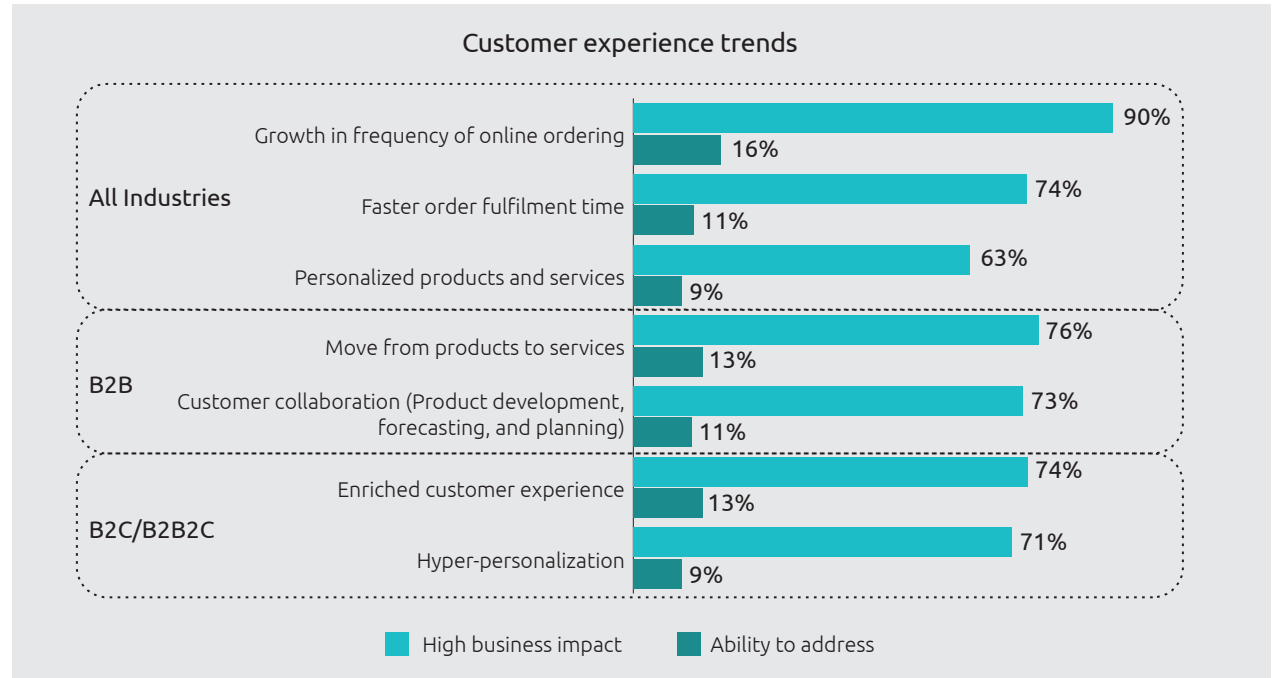 Customer experience trends
All Industries
Growth in frequency of online ordering
90%
16%
Faster order fulfilment time
74%
11%
Personalized products and services
63%
9%
B2B
Move from products to services
76%
13%
Customer collaboration (Product development,
forecasting, and planning)
73%
11%
B2C/B2B2C
Enriched customer experience
74%
13%
Hyper-personalization
71%
9%
High business impact
Ability to address